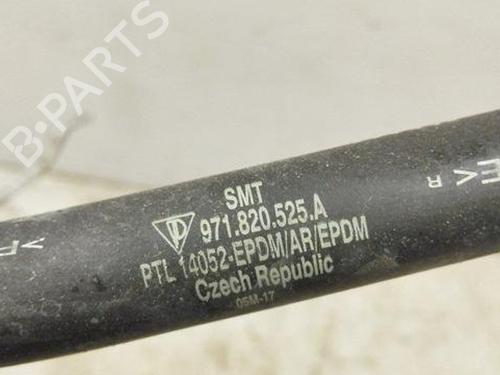 B-PARTS
SMT
971.820.525.A
PTL 14052-EPDM/AR/EPDM
Czech Republic
05M-17
R